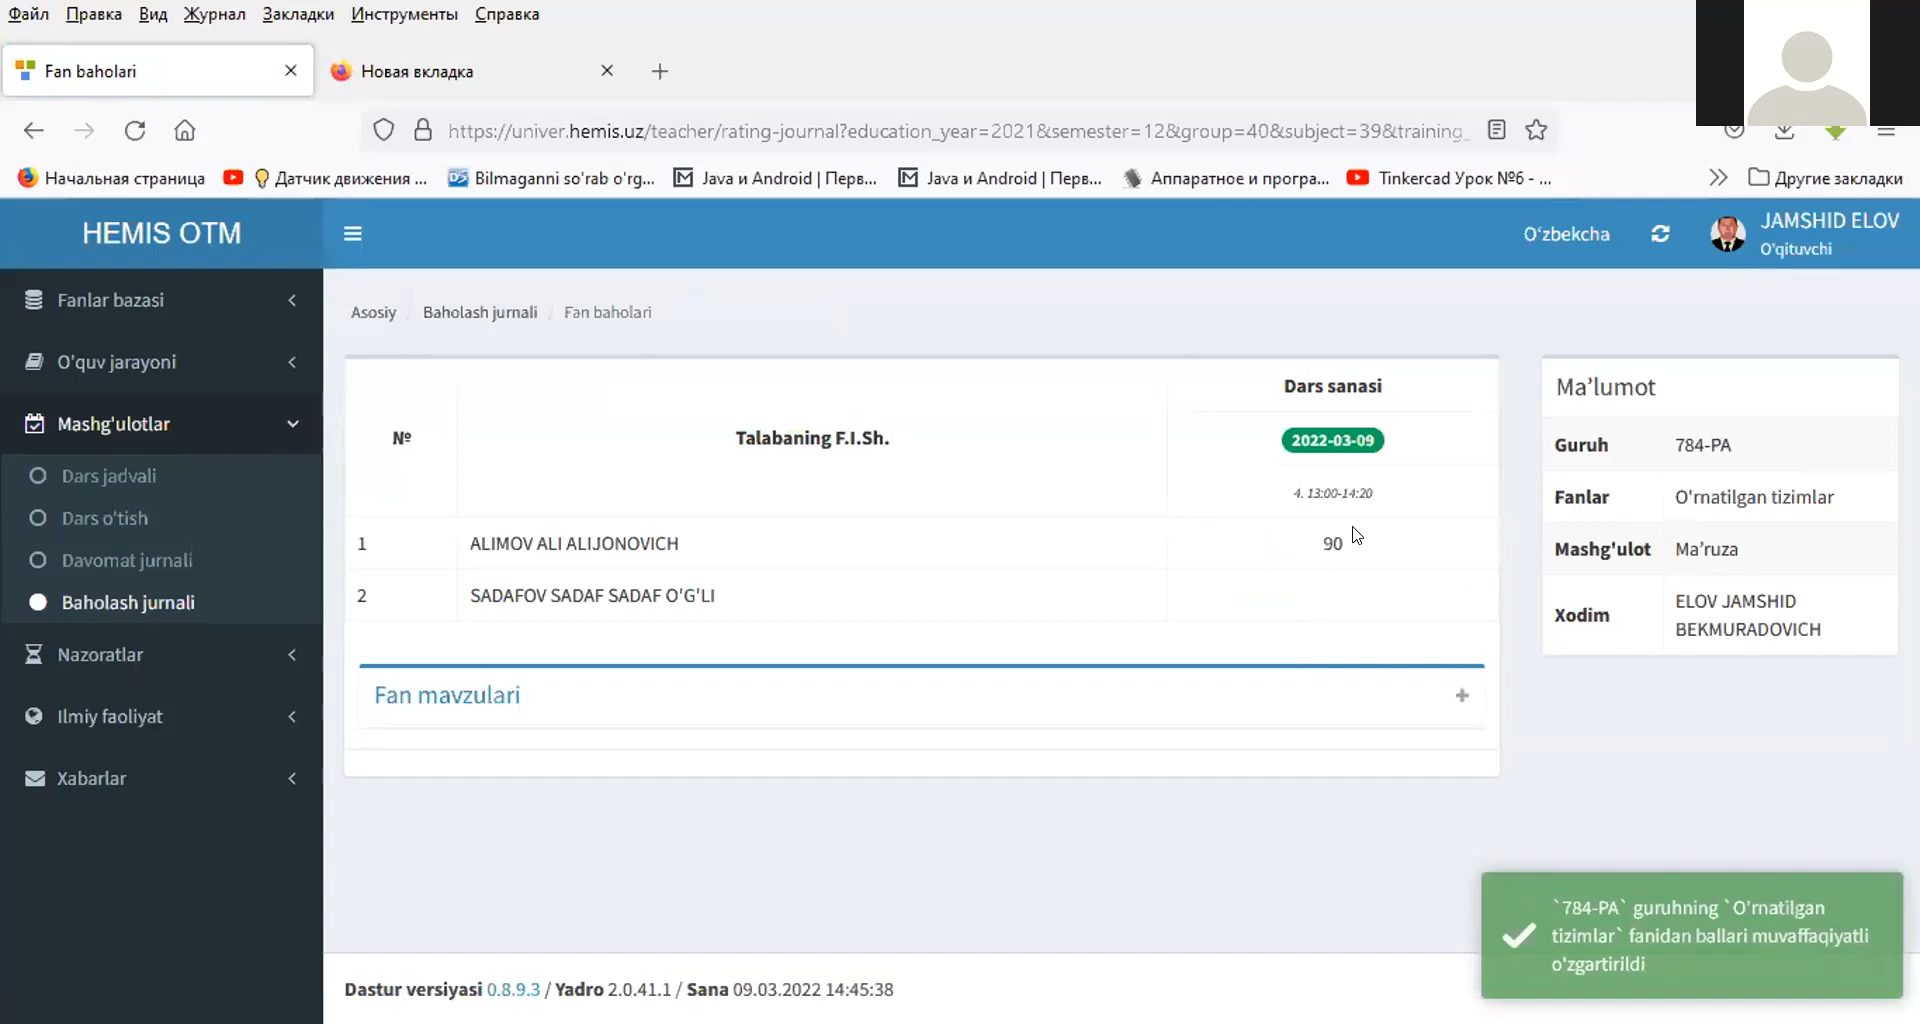 Файл Правка Вид Журнал Закладки Инструменты Справка
Fan baholari
Новая вкладка
https://univer.hemis.uz/teacher/rating-journal?education_year=2021&semester=12&group=40&subject=39&training_
Начальная страница
Датчик движения ...
Bilmaganni so'rab o'rg...
Java и Android | Перв...
Java и Android | Перв...
Аппаратное и програ...
Tinkercad Урок №6 - ...
Другие закладки
HEMIS OTM
O'zbekcha
JAMSHID ELOV
O'qituvchi
Fanlar bazasi
O'quv jarayoni
Mashg'ulotlar
Dars jadvali
Dars o'tish
Davomat jurnali
Baholash jurnali
Nazoratlar
Ilmiy faoliyat
Xabarlar
Asosiy / Baholash jurnali / Fan baholari
№ Talabaning F.I.Sh. Dars sanasi
2022-03-09
4. 13:00-14:20
1 ALIMOV ALI ALIJONOVICH 90
2 SADAFOV SADAF SADAF O'G'LI
Fan mavzulari
Ma’lumot
Guruh 784-PA
Fanlar O'rnatilgan tizimlar
Mashg'ulot Ma’ruza
Xodim ELOV JAMSHID
BEKMURADOVICH
`784-PA` guruhning `O'rnatilgan
tizimlar` fanidan ballari muvaffaqiyatli
o'zgartirildi
Dastur versiyasi 0.8.9.3 / Yadro 2.0.41.1 / Sana 09.03.2022 14:45:38